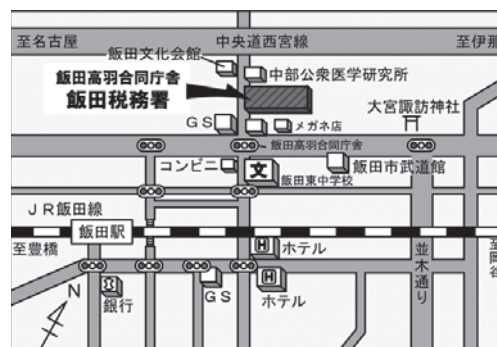 至名古屋
中央道西宮線
至伊那
飯田文化会館
中部公衆医学研究所
飯田高羽合同庁舎
飯田税務署
大宮諏訪神社
GS
メガネ店
飯田高羽合同庁舎
コンビニ
文
飯田市武道館
飯田東中学校
JR飯田線
飯田駅
H
ホテル
至豊橋
至岡谷
並木通り
N
銀行
GS
H
ホテル